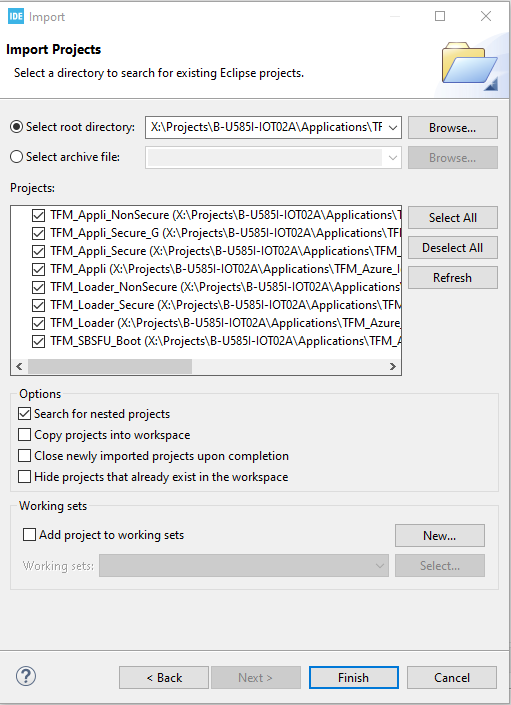 IDE Import
Import Projects
Select a directory to search for existing Eclipse projects.
Select root directory: X:\Projects\B-U585I-IOT02A\Applications\TF Browse...
Select archive file: Browse...
Projects:
TFM_Appli_NonSecure (X:\Projects\B-U585I-IOT02A\Applications\T
TFM_Appli_Secure_G (X:\Projects\B-U585I-IOT02A\Applications\TFI
TFM_Appli_Secure (X:\Projects\B-U585I-IOT02A\Applications\TFM_
TFM_Appli (X:\Projects\B-U585I-IOT02A\Applications\TFM_Azure_I
TFM_Loader_NonSecure (X:\Projects\B-U585I-IOT02A\Applications\
TFM_Loader_Secure (X:\Projects\B-U585I-IOT02A\Applications\TFM
TFM_Loader (X:\Projects\B-U585I-IOT02A\Applications\TFM_Azure_
TFM_SBSFU_Boot (X:\Projects\B-U585I-IOT02A\Applications\TFM_A
Select All
Deselect All
Refresh
Options
Search for nested projects
Copy projects into workspace
Close newly imported projects upon completion
Hide projects that already exist in the workspace
Working sets
Add project to working sets New...
Working sets: Select...
? < Back Next > Finish Cancel